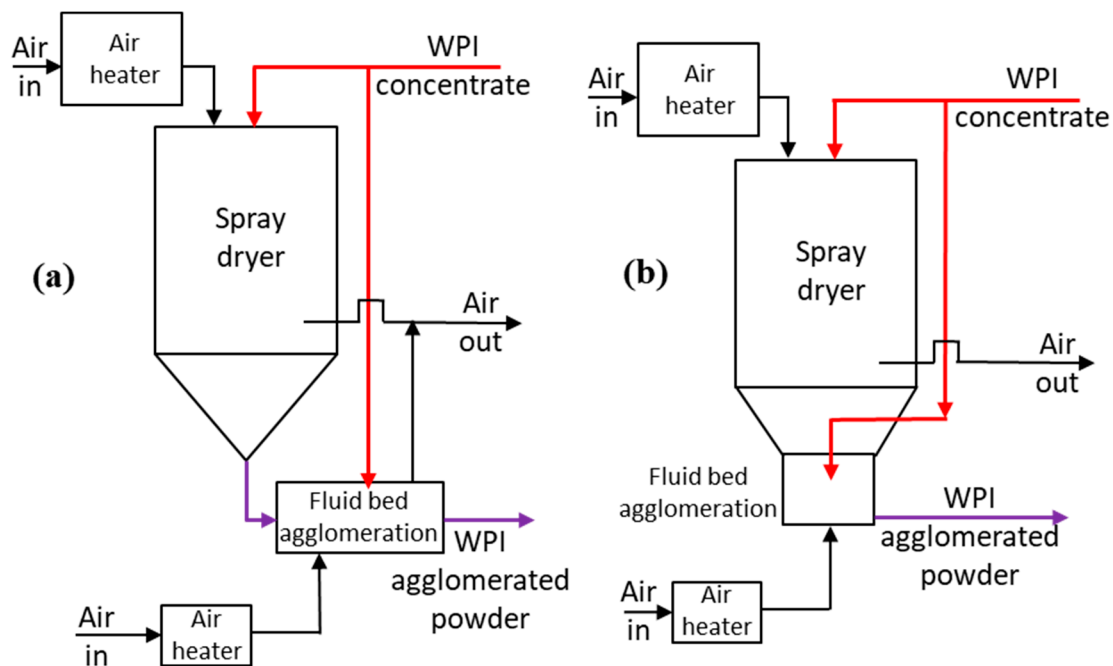 Air
in
Air
heater
WPI
concentrate
Spray
dryer
(a)
Air
out
Fluid bed
agglomeration
WPI
agglomerated
powder
Air
in
Air
heater
Air
in
Air
heater
WPI
concentrate
Spray
dryer
(b)
Air
out
Fluid bed
agglomeration
WPI
agglomerated
powder
Air
in
Air
heater